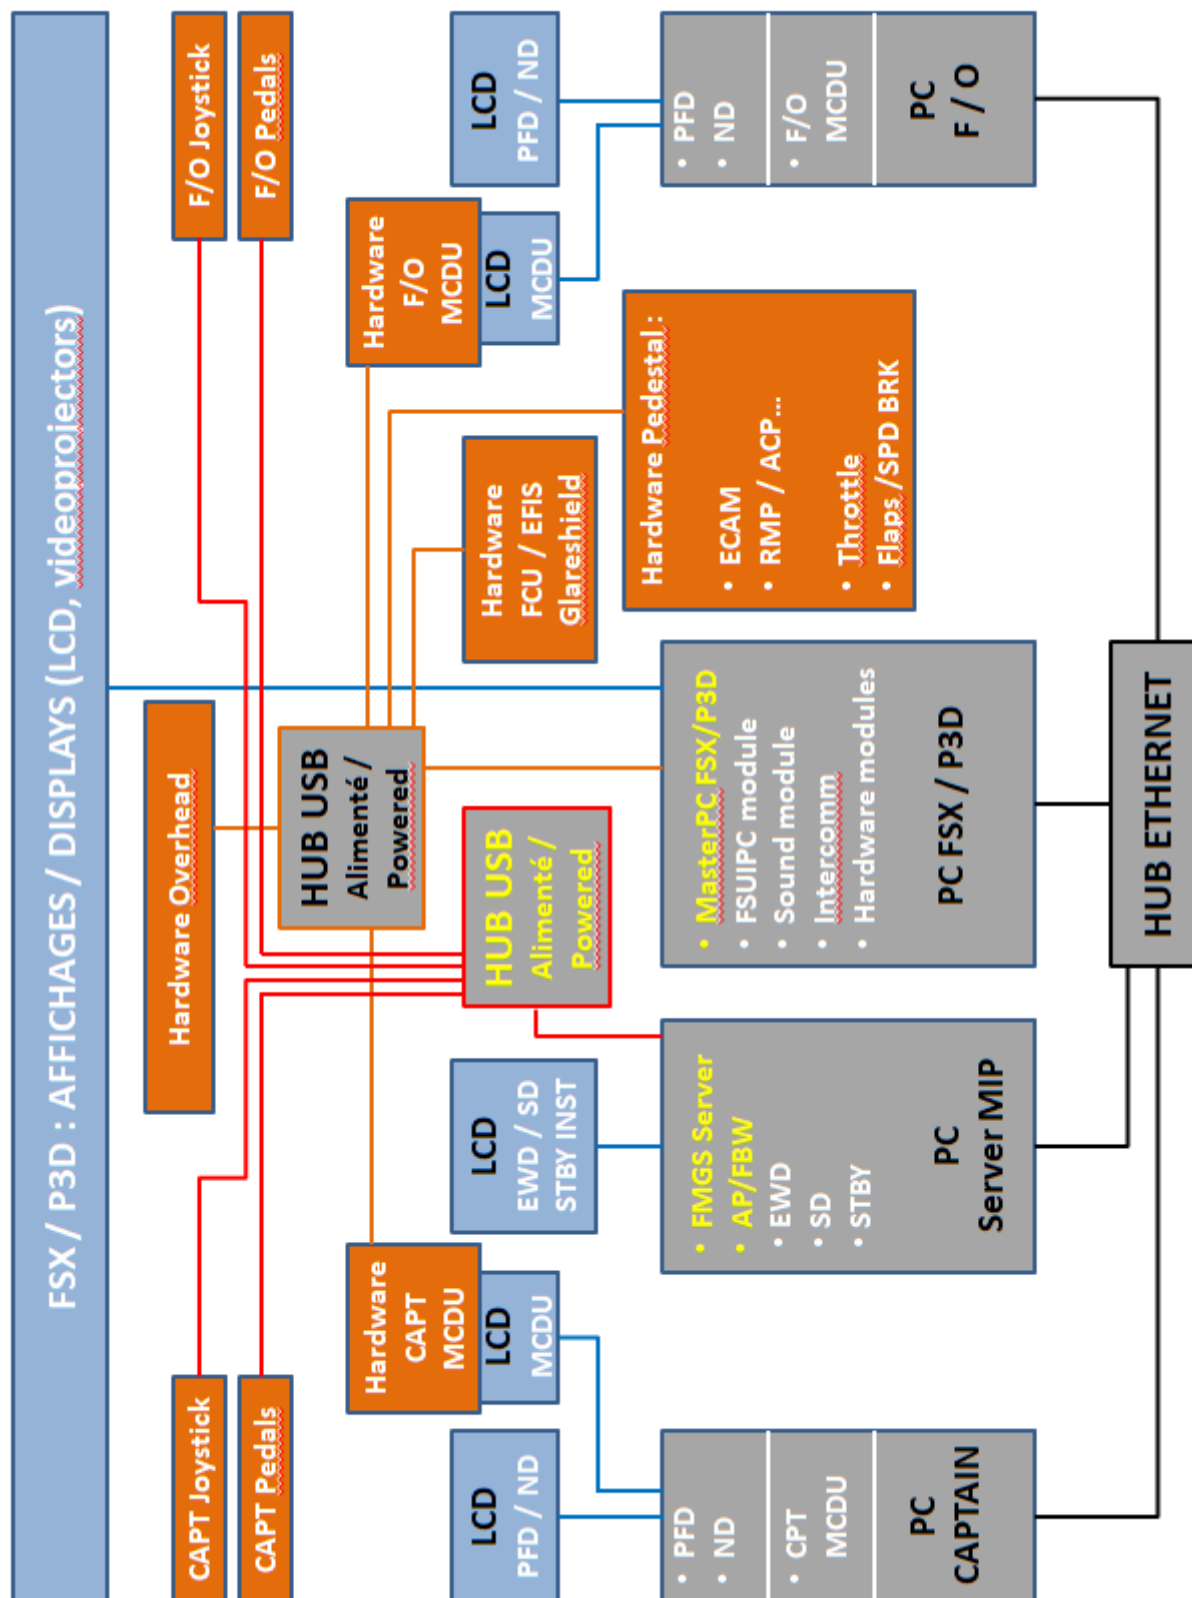 FSX / P3D : AFFICHAGES / DISPLAYS (LCD, videoprojectors)
CAPT Joystick
CAPT Pedals
Hardware Overhead
F/O Joystick
F/O Pedals
HUB USB
Alimenté /
Powered
Hardware
CAPT
MCDU
LCD
MCDU
Hardware
F/O
MCDU
LCD
MCDU
LCD
PFD / ND
LCD
EWD / SD
STBY INST
HUB USB
Alimenté /
Powered
Hardware
FCU / EFIS
Glareshield
LCD
PFD / ND
Hardware Pedestal :
• ECAM
• RMP / ACP...
• Throttle
• Flaps /SPD BRK
• PFD
• ND
• CPT
MCDU
PC
CAPTAIN
• FMGS Server
• AP/FBW
• EWD
• SD
• STBY
PC
Server MIP
• MasterPC FSX/P3D
• FSUIPC module
• Sound module
• Intercomm
• Hardware modules
PC FSX / P3D
• PFD
• ND
• F/O
MCDU
PC
F / O
HUB ETHERNET